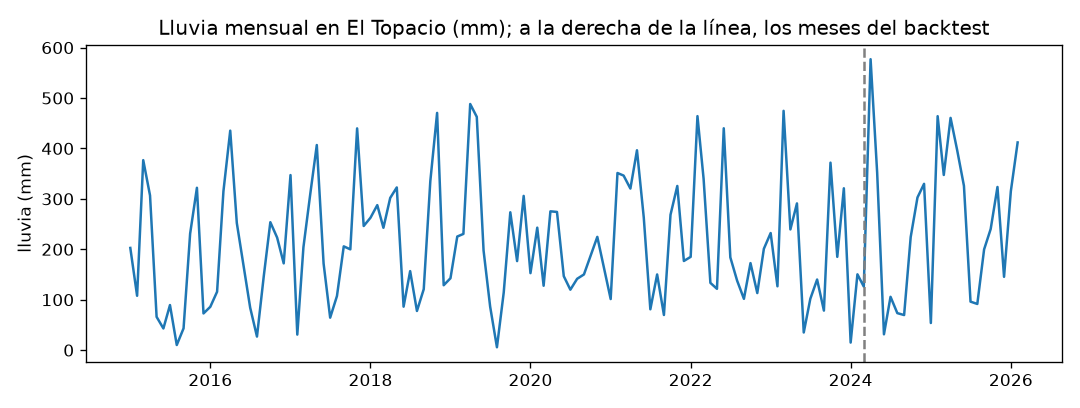 Lluvia mensual en El Topacio (mm); a la derecha de la línea, los meses del backtest
lluvia (mm)
600
500
400
300
200
100
0
2016 2018 2020 2022 2024 2026